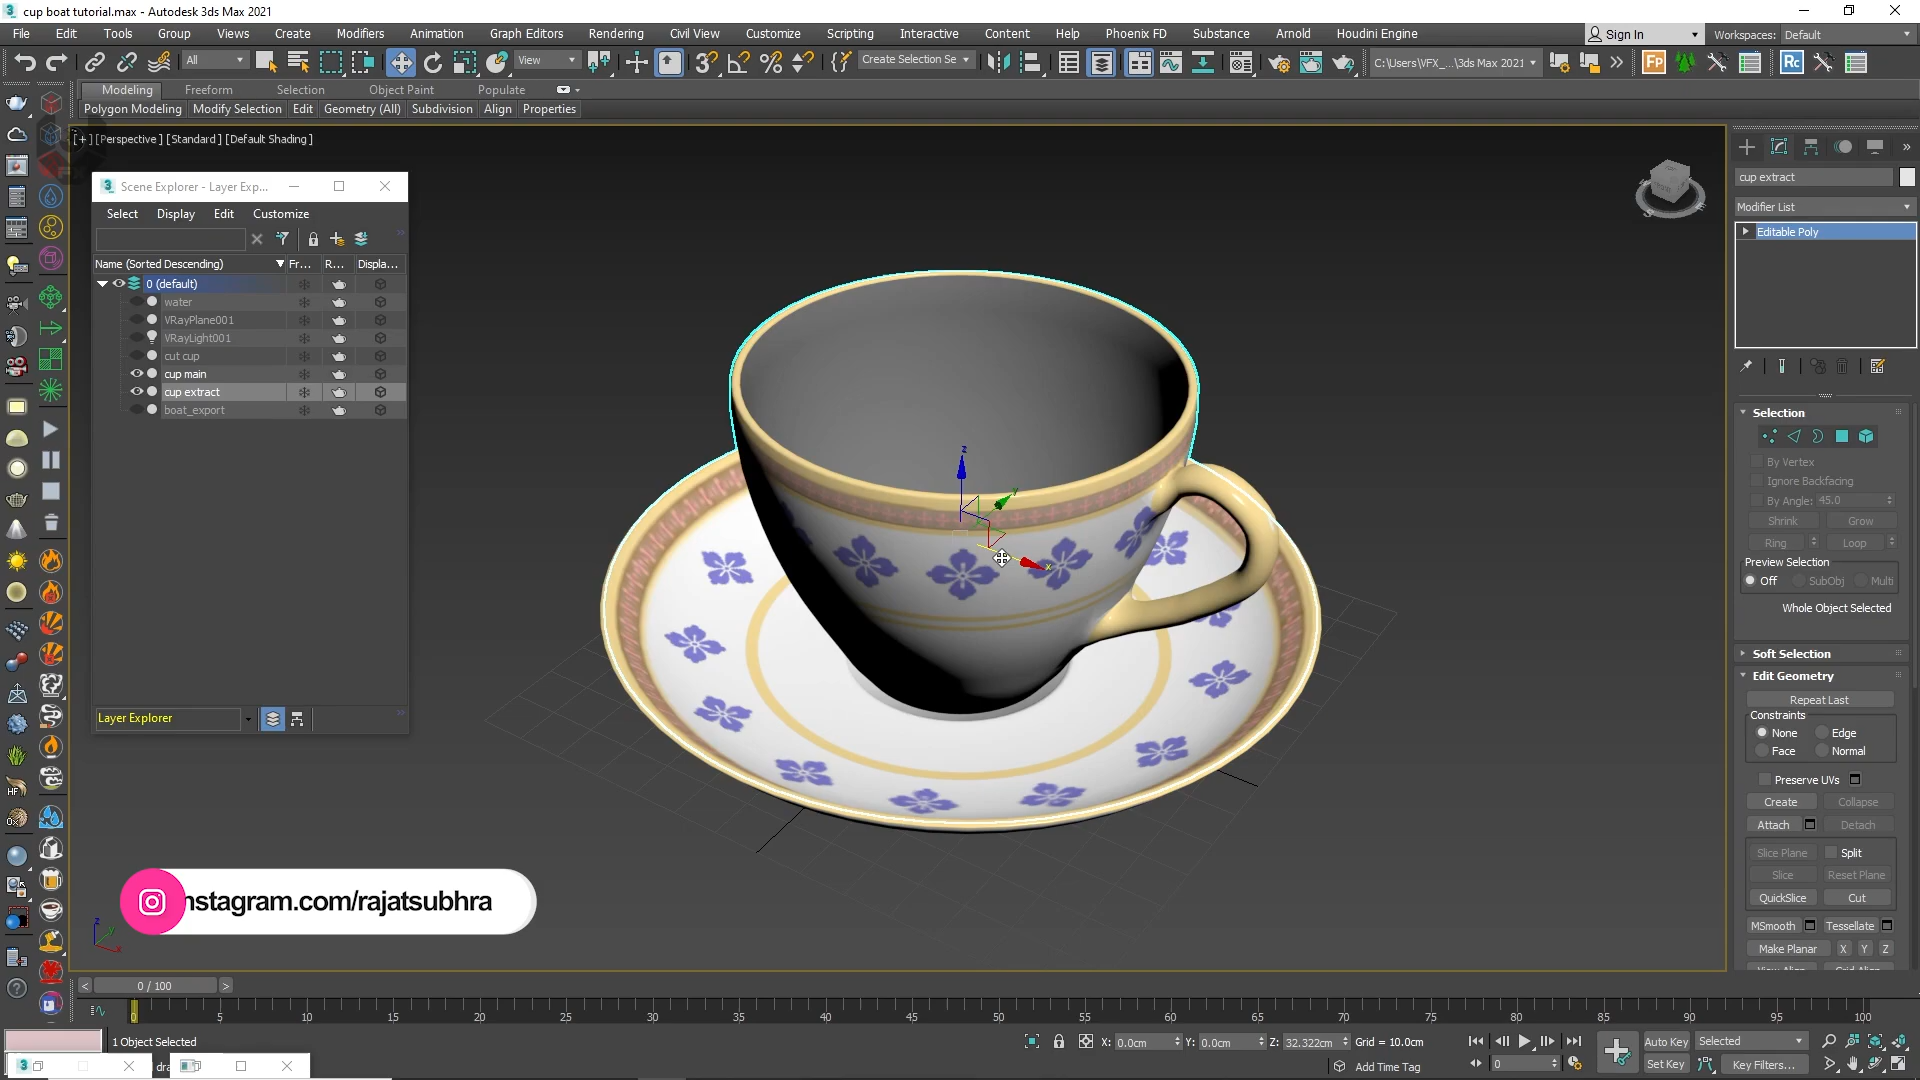 cup boat tutorial.max - Autodesk 3ds Max 2021
File Edit Tools Group Views Create Modifiers Animation Graph Editors Rendering Civil View Customize Scripting Interactive Content Help Phoenix FD Substance Arnold Houdini Engine Sign In Workspaces: Default
All View Create Selection Se C:\Users\VFX_...\3ds Max 2021
Modeling Freeform Selection Object Paint Populate
Polygon Modeling Modify Selection Edit Geometry (All) Subdivision Align Properties
[+] [Perspective] [Standard] [Default Shading]
Scene Explorer - Layer Exp...
Select Display Edit Customize
Name (Sorted Descending) Fr... R... Displa...
0 (default)
water
VRayPlane001
VRayLight001
cut cup
cup main
cup extract
boat_export
Layer Explorer
nstagram.com/rajatsubhra
cup extract
Modifier List
Editable Poly
Selection
By Vertex
Ignore Backfacing
By Angle: 45.0
Shrink Grow
Ring Loop
Preview Selection
Off SubObj Multi
Whole Object Selected
Soft Selection
Edit Geometry
Repeat Last
Constraints
None Edge
Face Normal
Preserve UVs
Create Collapse
Attach Detach
Slice Plane Split
Slice Reset Plane
QuickSlice Cut
MSmooth Tessellate
Make Planar X Y Z
View Align Grid Align
0 / 100
0 5 10 15 20 25 30 35 40 45 50 55 60 65 70 75 80 85 90 95 100
1 Object Selected
X: 0.0cm Y: 0.0cm Z: 32.322cm Grid = 10.0cm
Add Time Tag
Auto Key Selected
0 Set Key Key Filters...